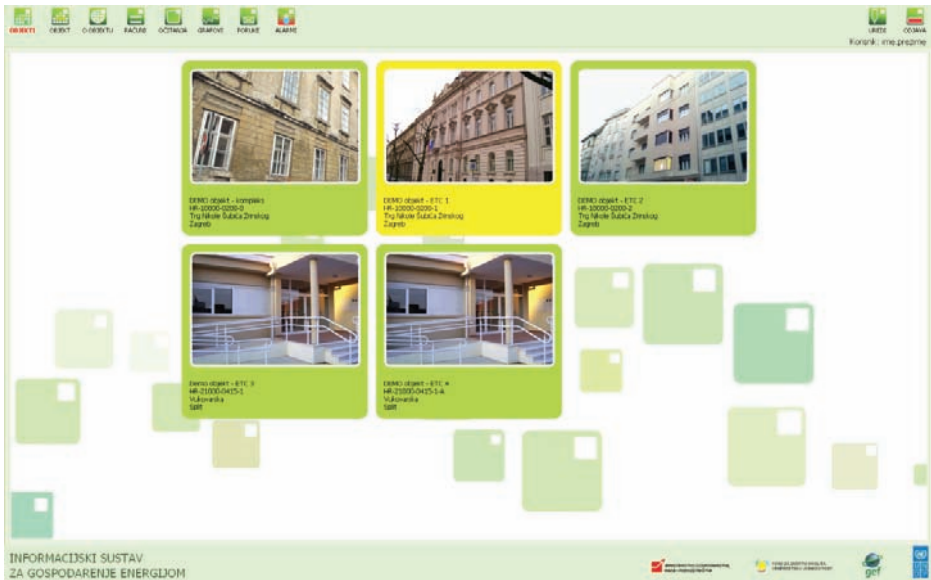 OBJEKTI OBJEKT O OBJEKTU RAČUNI OČITANJA GRAFOVI PORUKE ALARMI UREDI ODJAVA
Korisnik: ime.prezime
DEMO objekt - kompleks
HR-10000-0200-0
Trg Nikole Šubića Zrinskog
Zagreb
DEMO objekt - ETC 1
HR-10000-0200-1
Trg Nikole Šubića Zrinskog
Zagreb
DEMO objekt - ETC 2
HR-10000-0200-2
Trg Nikole Šubića Zrinskog
Zagreb
Demo objekt - ETC 3
HR-21000-0415-1
Vukovarska
Split
DEMO objekt - ETC 4
HR-21000-0415-1-A
Vukovarska
Split
INFORMACIJSKI SUSTAV
ZA GOSPODARENJE ENERGIJOM
gef